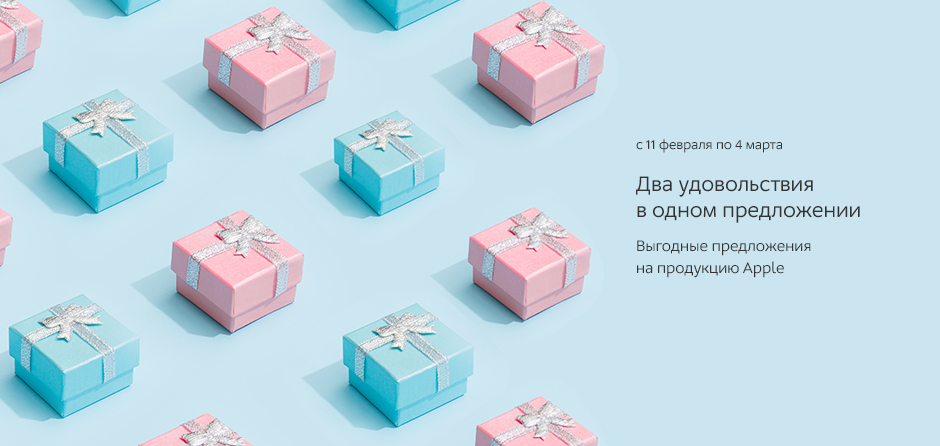 с 11 февраля по 4 марта
Два удовольствия
в одном предложении
Выгодные предложения
на продукцию Apple